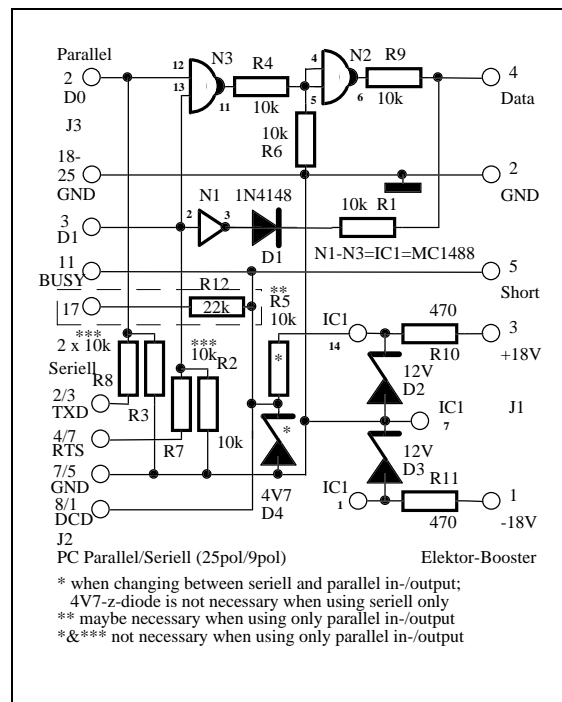 Parallel
2
D0
J3
12
13
N3
11
R4
10k
4
5
N2
6
R9
10k
4
Data
10k
R6
18-
25
GND
2
GND
3
D1
N1
2
3
1N4148
D1
10k R1
N1-N3=IC1=MC1488
11
BUSY
5
Short
17
R12
22k
**
R5
10k
*
IC1
14
470
R10
3
+18V
***
2 x 10k
***
10k
R2
Seriell
R8
R3
R7
10k
2/3
TXD
4/7
RTS
7/5
GND
8/1
DCD
J2
*
4V7
D4
12V
D2
IC1
7
J1
12V
D3
IC1
1
R11
470
1
-18V
PC Parallel/Seriell (25pol/9pol)
Elektor-Booster
* when changing between seriell and parallel in-/output;
4V7-z-diode is not necessary when using seriell only
** maybe necessary when using only parallel in-/output
*&*** not necessary when using only parallel in-/output